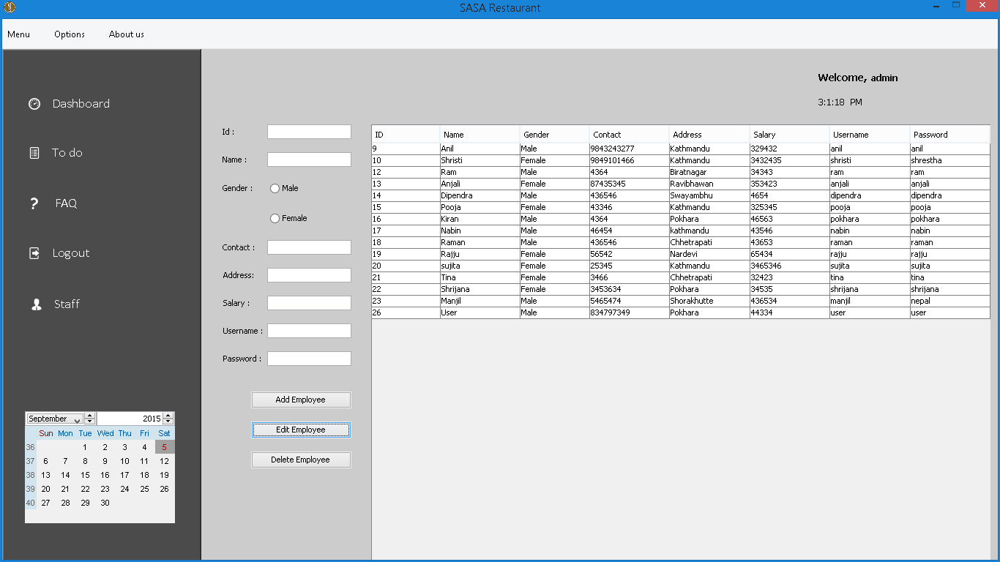 SASA Restaurant
Menu Options About us
Welcome, admin
3:1:18 PM
Dashboard
To do
FAQ
Logout
Staff
September 2015
Sun Mon Tue Wed Thu Fri Sat
36 1 2 3 4 5
37 6 7 8 9 10 11 12
38 13 14 15 16 17 18 19
39 20 21 22 23 24 25 26
40 27 28 29 30
Id :
Name :
Gender : Male
Female
Contact :
Address:
Salary :
Username :
Password :
Add Employee
Edit Employee
Delete Employee
ID Name Gender Contact Address Salary Username Password
9 Anil Male 9843243277 Kathmandu 329432 anil anil
10 Shristi Female 9849101466 Kathmandu 3432435 shristi shrestha
12 Ram Male 4364 Biratnagar 34343 ram ram
13 Anjali Female 87435345 Ravibhawan 353423 anjali anjali
14 Dipendra Male 436546 Swayambhu 4654 dipendra dipendra
15 Pooja Female 43346 Kathmandu 325345 pooja pooja
16 Kiran Male 4364 Pokhara 46563 pokhara pokhara
17 Nabin Male 46454 kathmandu 43546 nabin nabin
18 Raman Male 436546 Chhetrapati 43653 raman raman
19 Rajju Female 56542 Nardevi 65434 rajju rajju
20 sujita Female 25345 Kathmandu 3465346 sujita sujita
21 Tina Female 3466 Chhetrapati 32423 tina tina
22 Shrijana Female 3453634 Pokhara 34535 shrijana shrijana
23 Manjil Male 5465474 Shorakhutte 436534 manjil nepal
26 User Male 834797349 Pokhara 44334 user user